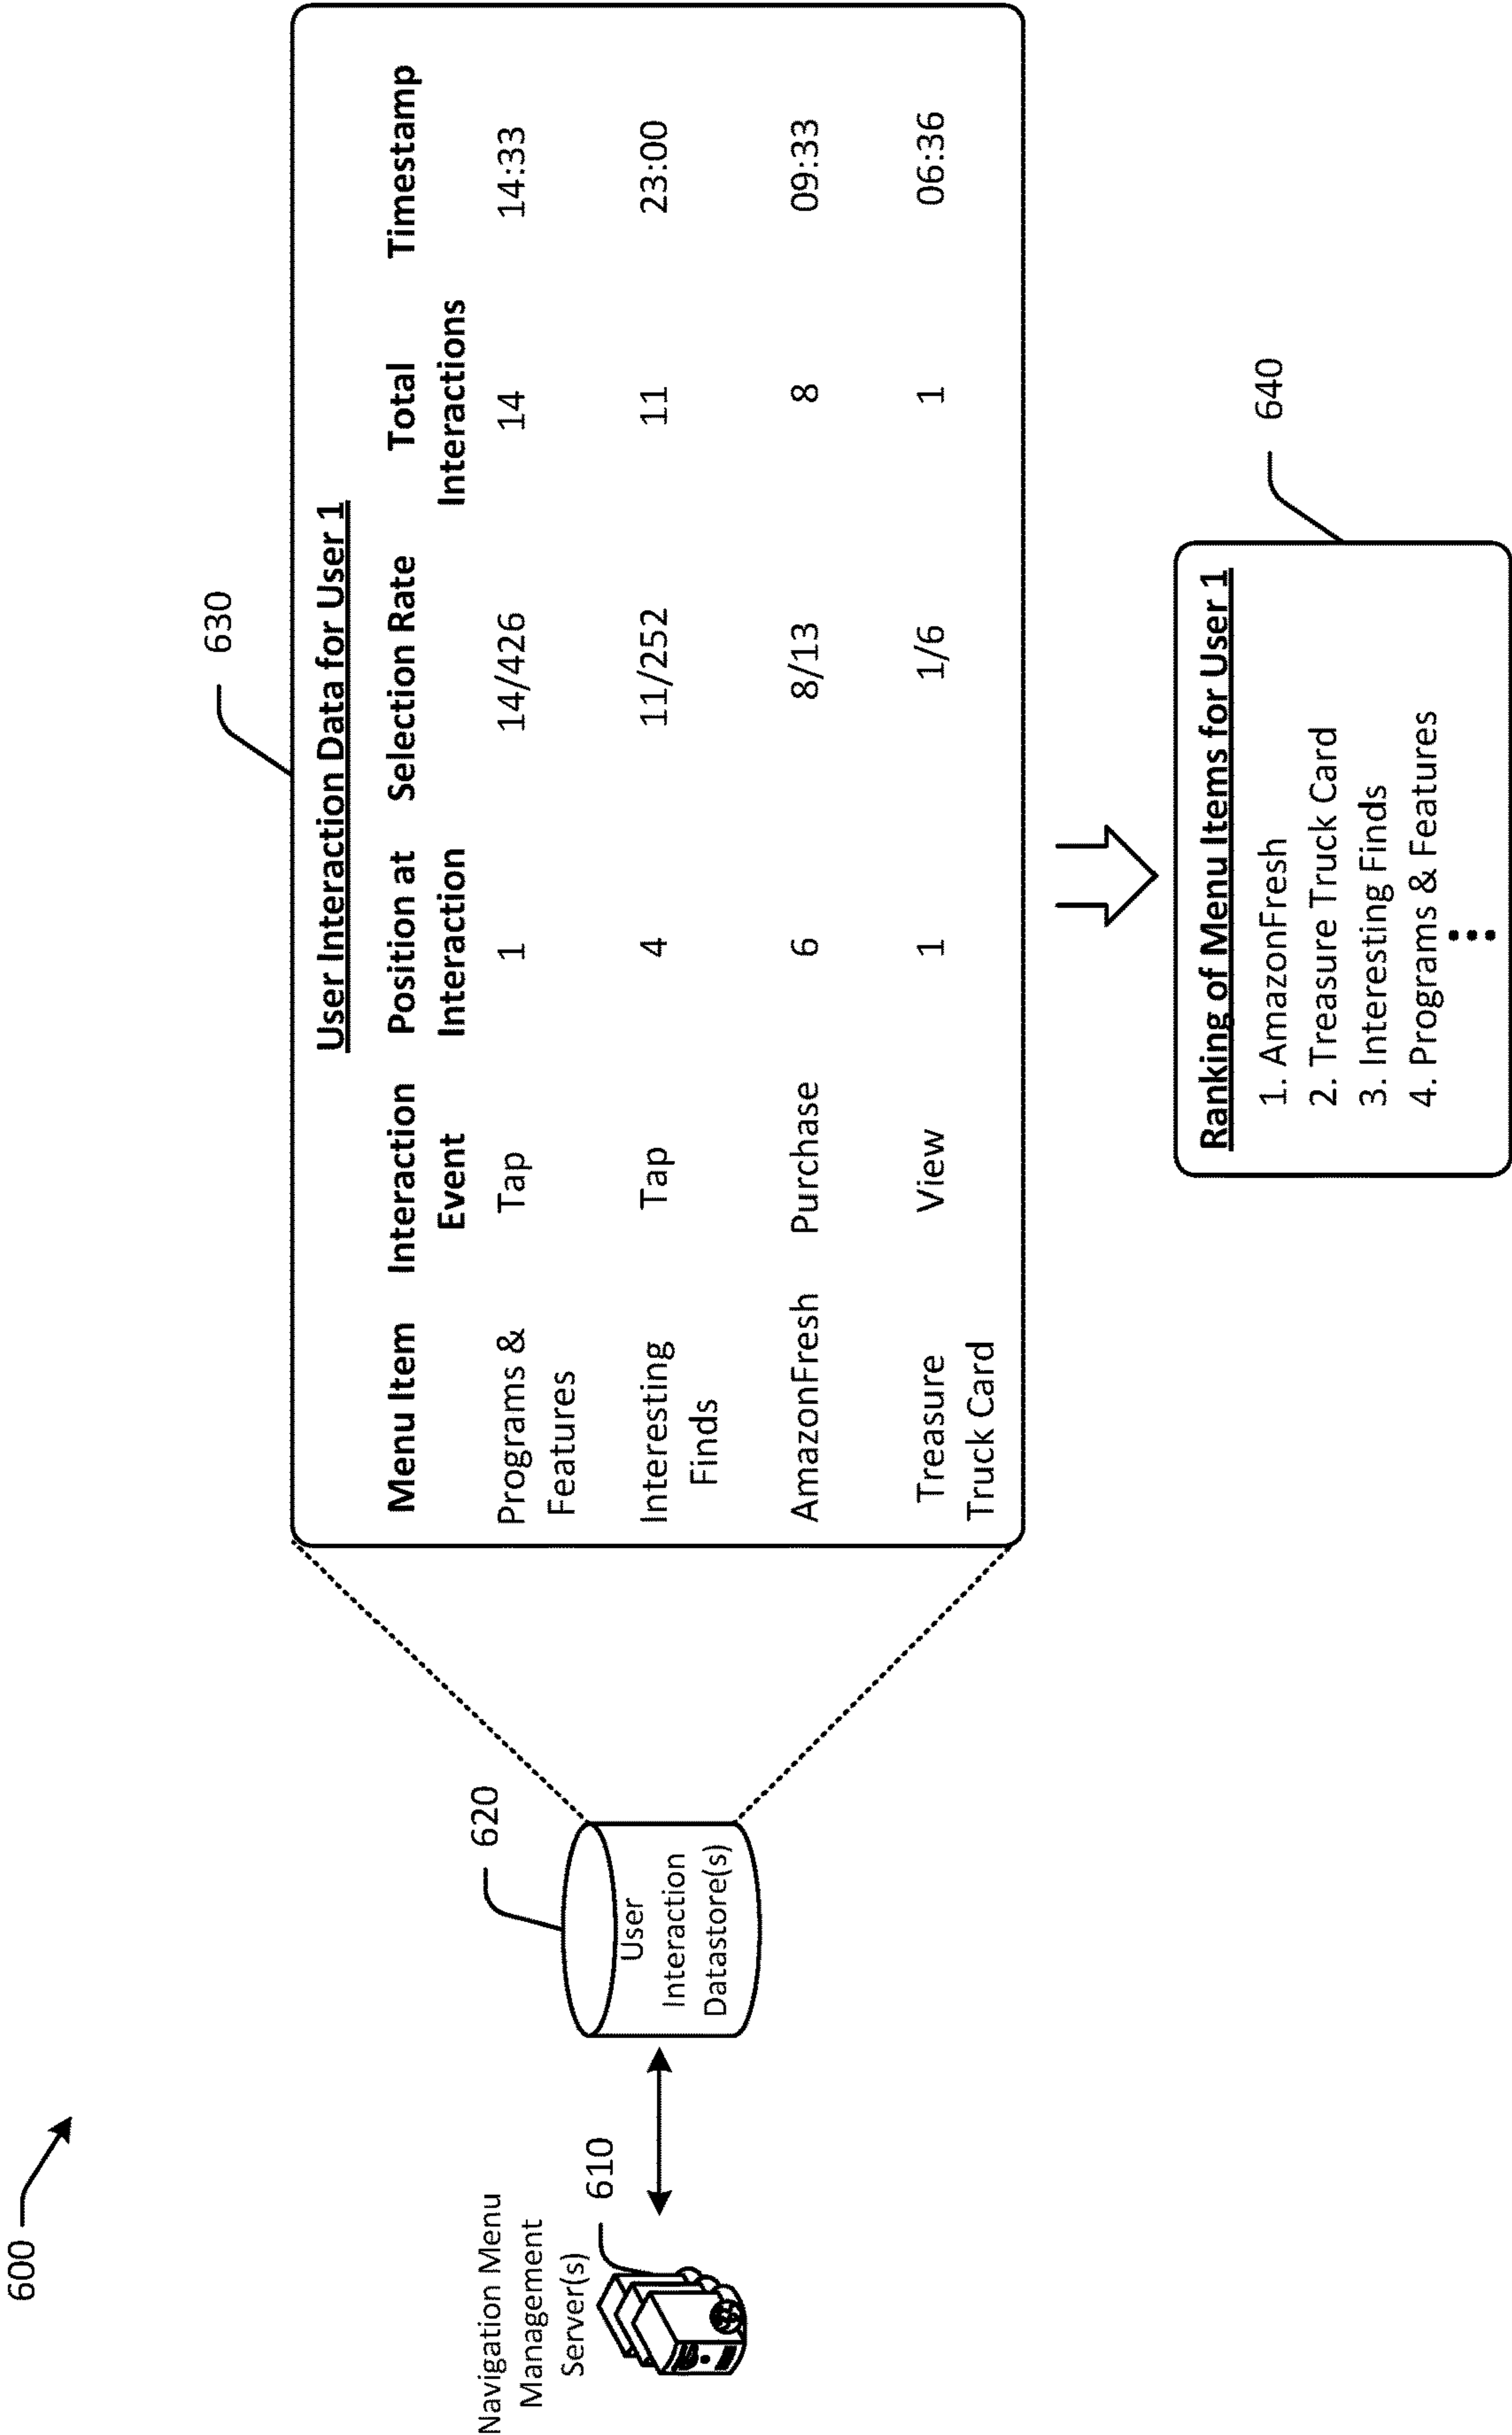 600
Navigation Menu
Management
Server(s)
610
620
User
Interaction
Datastore(s)
630
User Interaction Data for User 1
Menu Item Interaction Position at Selection Rate Total Timestamp
Event Interaction Interactions
Programs & Tap 1 14/426 14 14:33
Features
Interesting Tap 4 11/252 11 23:00
Finds
AmazonFresh Purchase 6 8/13 8 09:33
Treasure View 1 1/6 1 06:36
Truck Card
640
Ranking of Menu Items for User 1
1. AmazonFresh
2. Treasure Truck Card
3. Interesting Finds
4. Programs & Features